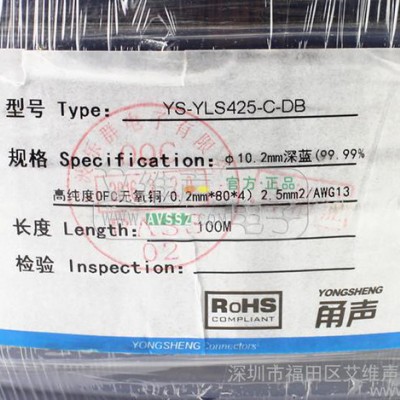 型号 Type: YS-YLS425-C-DB
规格 Specification: φ10.2mm深蓝(99.99%
高纯度OFC无氧铜/0.2mm*80*4) 2.5mm2/AWG13
长度 Length: 100M
检验 Inspection:
官方 正品
AVSSZ
02
RoHS
COMPLIANT
YONGSHENG
甬声
YONGSHENG Connectors
深圳市福田区艾维声